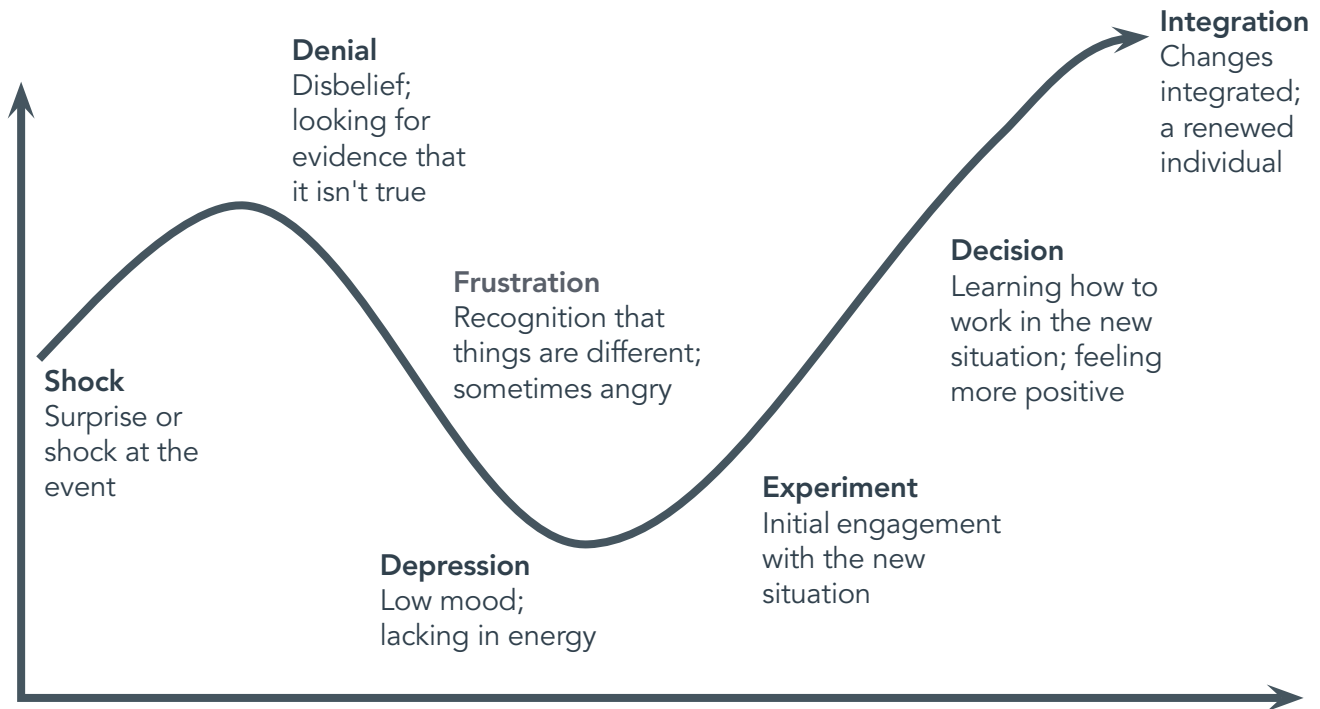 Shock
Surprise or
shock at the
event
Denial
Disbelief;
looking for
evidence that
it isn't true
Frustration
Recognition that
things are different;
sometimes angry
Depression
Low mood;
lacking in energy
Experiment
Initial engagement
with the new
situation
Decision
Learning how to
work in the new
situation; feeling
more positive
Integration
Changes
integrated;
a renewed
individual